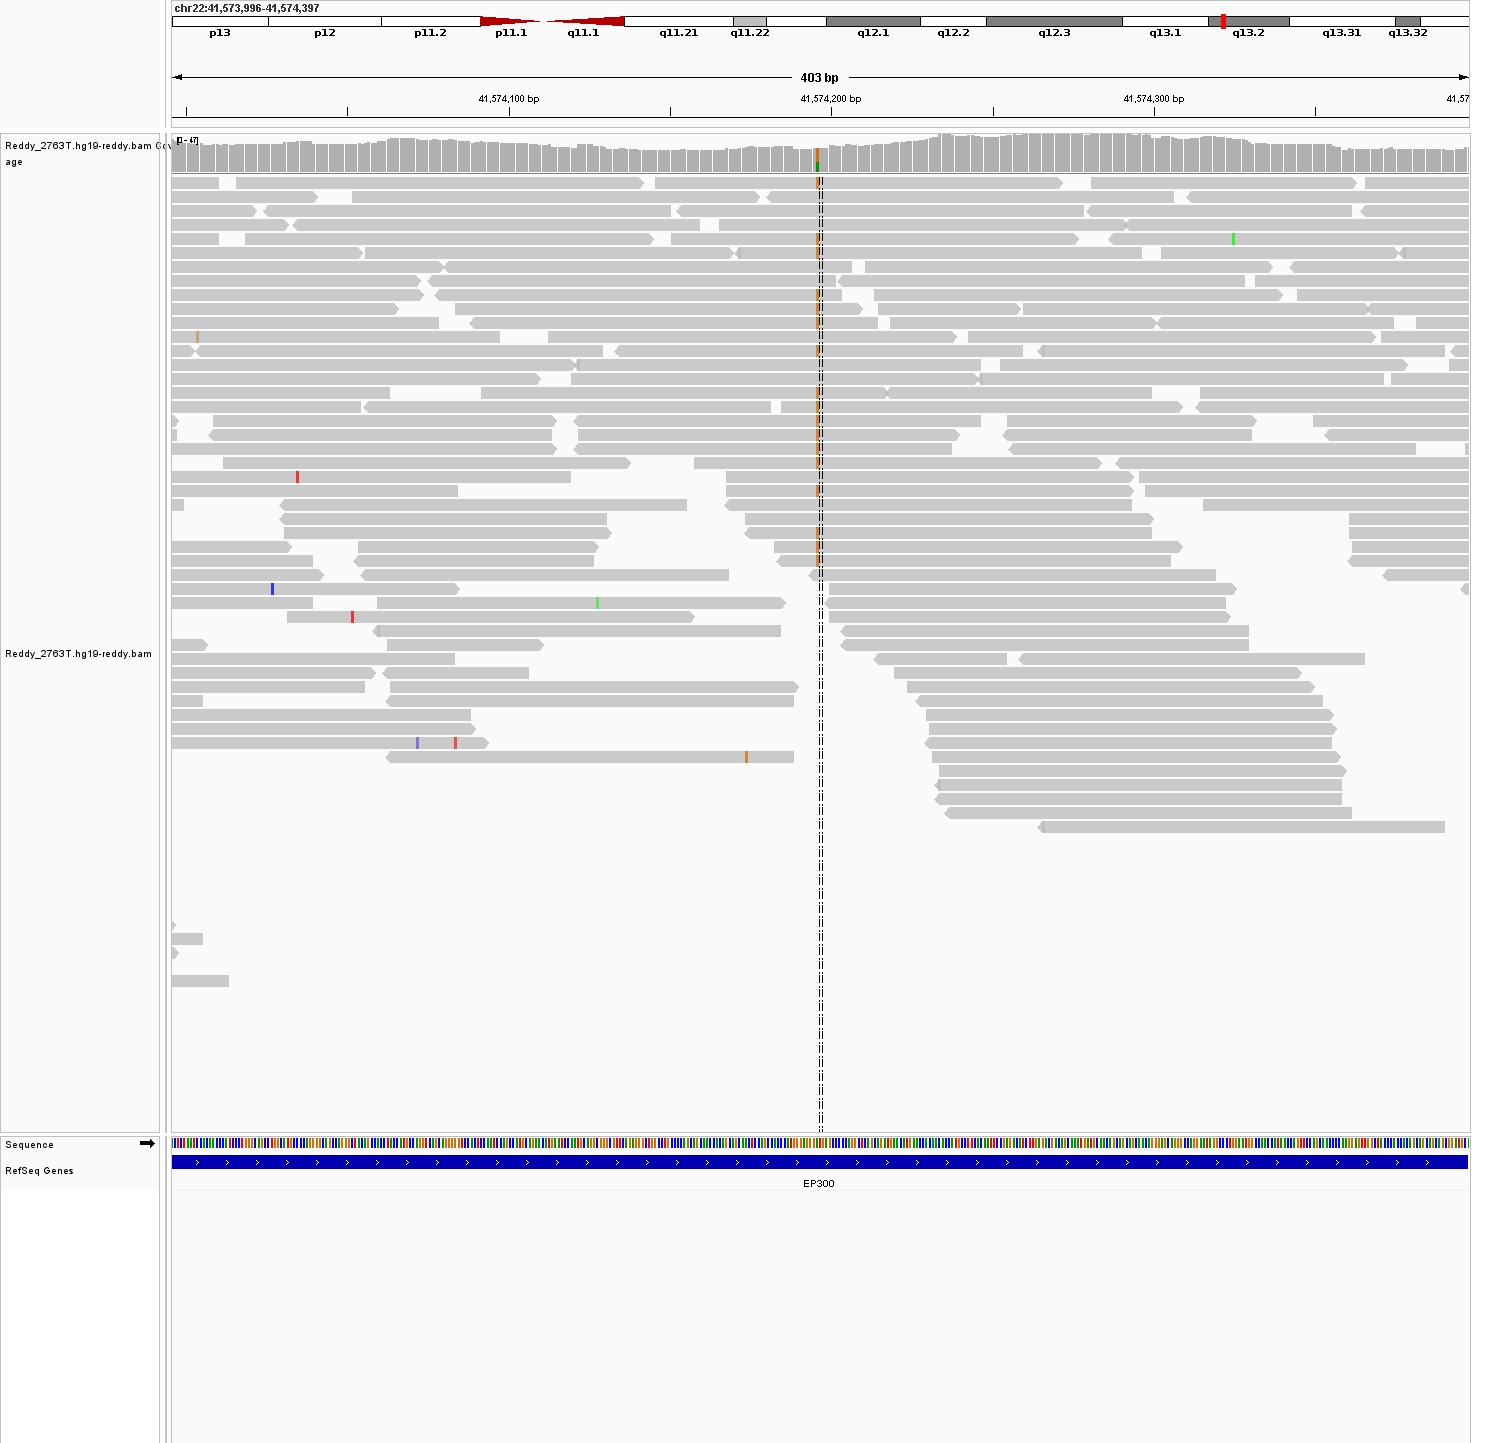 chr22:41,573,996-41,574,397
p13 p12 p11.2 p11.1 q11.1 q11.21 q11.22 q12.1 q12.2 q12.3 q13.1 q13.2 q13.31 q13.32
403 bp
41,574,100 bp 41,574,200 bp 41,574,300 bp 41,57
Reddy_2763T.hg19-reddy.bam Cov
age
[0 - 47]
Reddy_2763T.hg19-reddy.bam
Sequence
RefSeq Genes
EP300